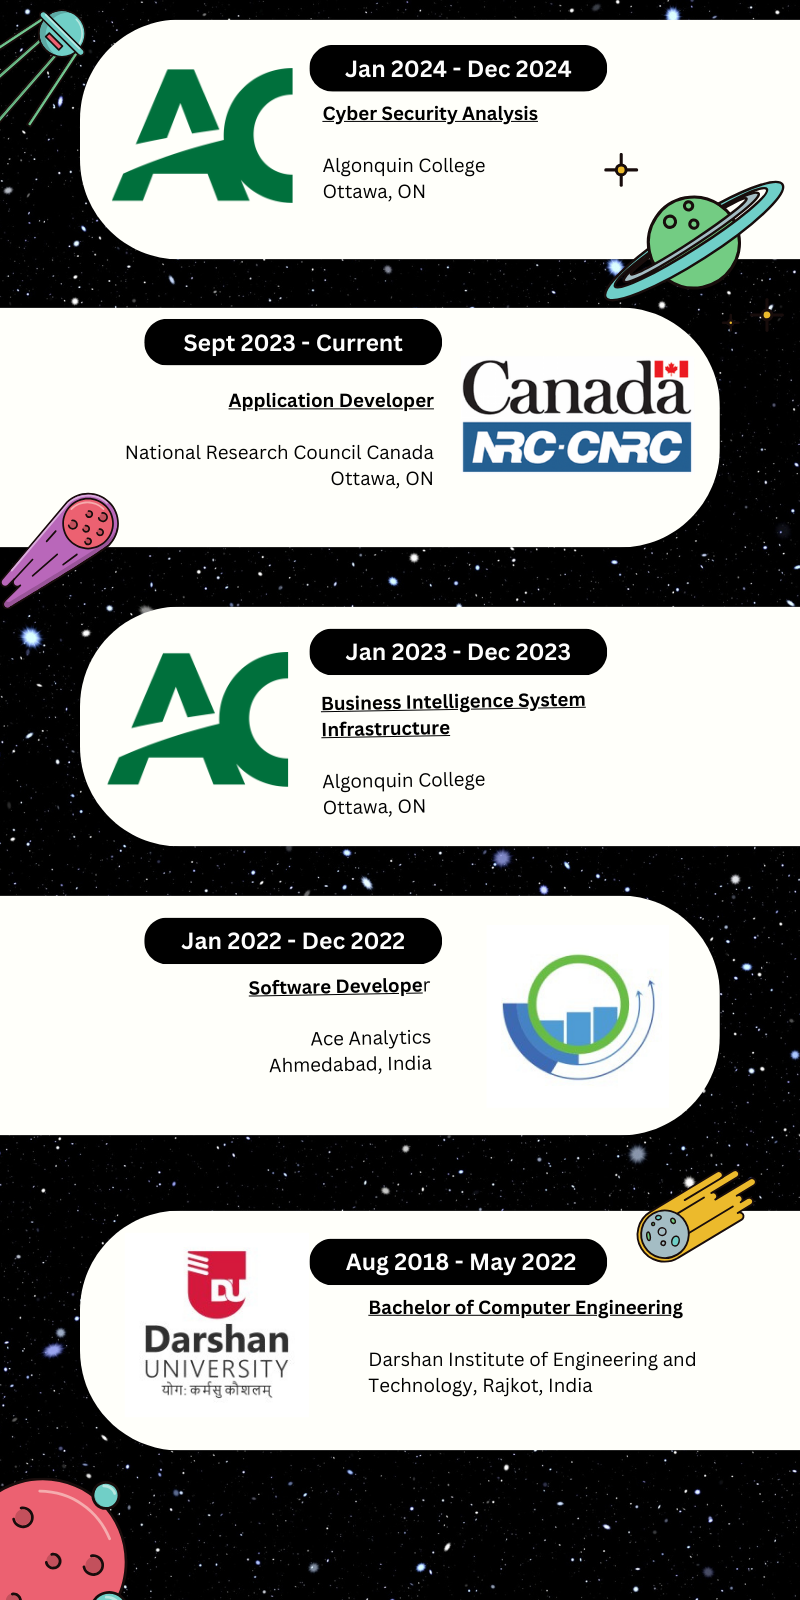 Jan 2024 - Dec 2024
AC
Cyber Security Analysis
Algonquin College
Ottawa, ON
Sept 2023 - Current
Application Developer
National Research Council Canada
Ottawa, ON
Canada
NRC·CNRC
Jan 2023 - Dec 2023
AC
Business Intelligence System
Infrastructure
Algonquin College
Ottawa, ON
Jan 2022 - Dec 2022
Software Developer
Ace Analytics
Ahmedabad, India
Aug 2018 - May 2022
DU
Darshan
UNIVERSITY
योग: कर्मसु कौशलम्
Bachelor of Computer Engineering
Darshan Institute of Engineering and
Technology, Rajkot, India